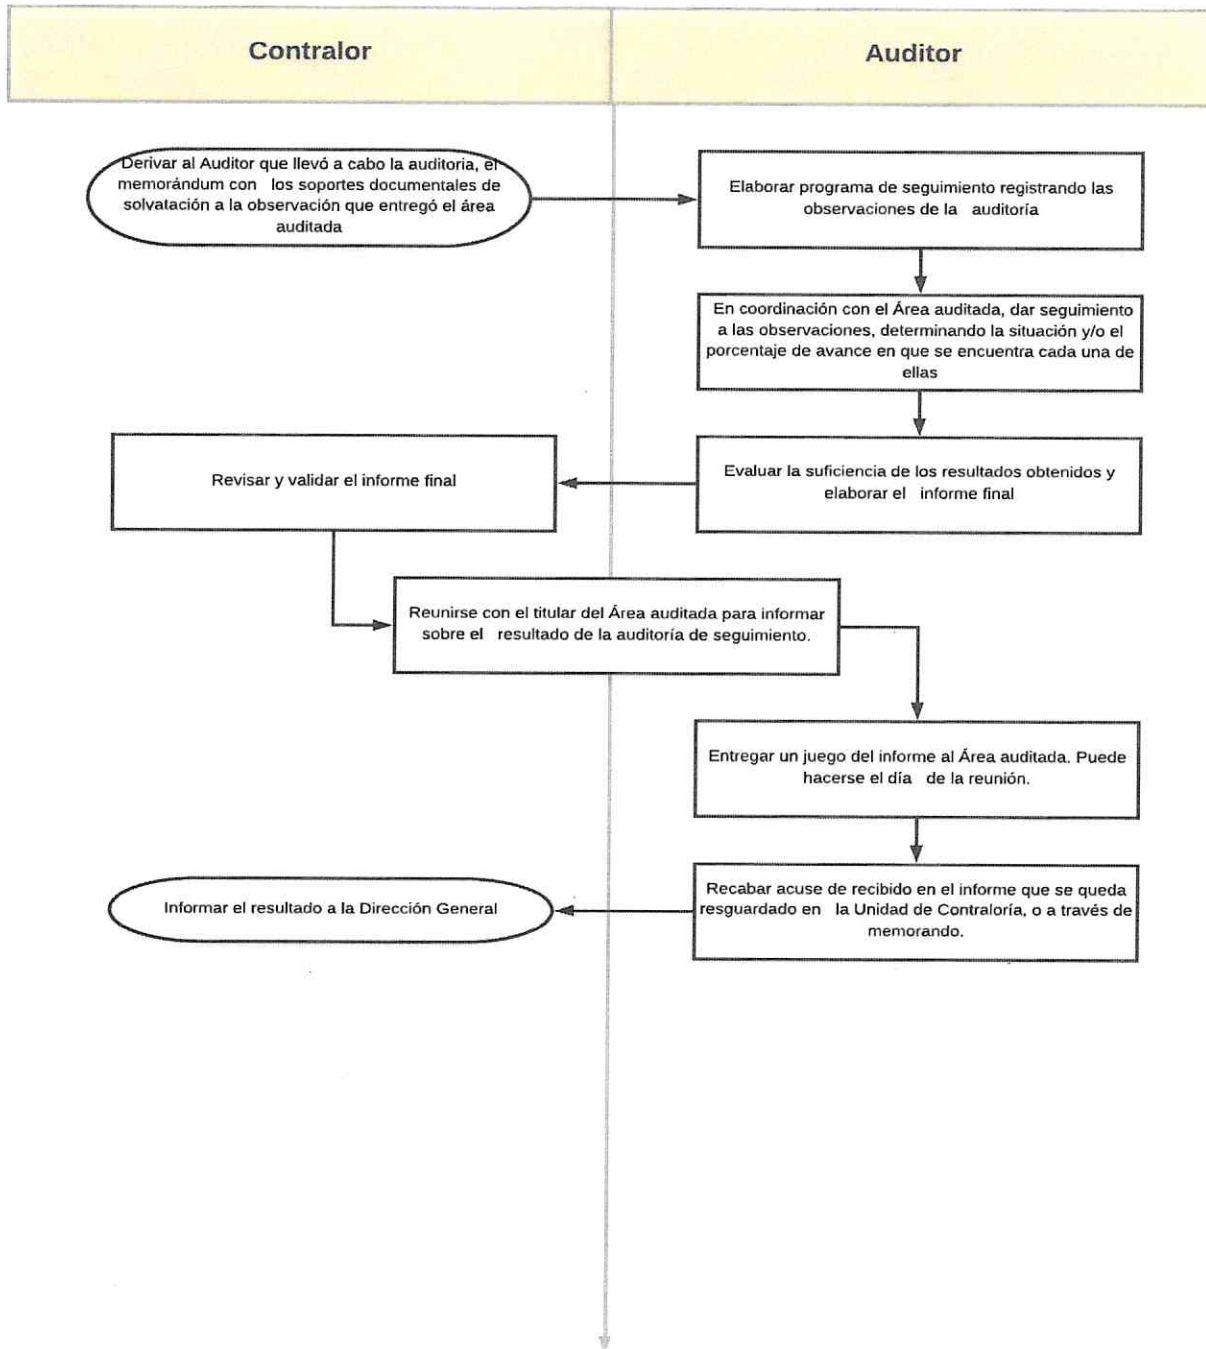 Contralor
Auditor
Derivar al Auditor que llevó a cabo la auditoria, el
memorándum con los soportes documentales de
solvatación a la observación que entregó el área
auditada
Elaborar programa de seguimiento registrando las
observaciones de la auditoría
En coordinación con el Área auditada, dar seguimiento
a las observaciones, determinando la situación y/o el
porcentaje de avance en que se encuentra cada una de
ellas
Evaluar la suficiencia de los resultados obtenidos y
elaborar el informe final
Revisar y validar el informe final
Reunirse con el titular del Área auditada para informar
sobre el resultado de la auditoría de seguimiento.
Entregar un juego del informe al Área auditada. Puede
hacerse el día de la reunión.
Recabar acuse de recibido en el informe que se queda
resguardado en la Unidad de Contraloría, o a través de
memorando.
Informar el resultado a la Dirección General